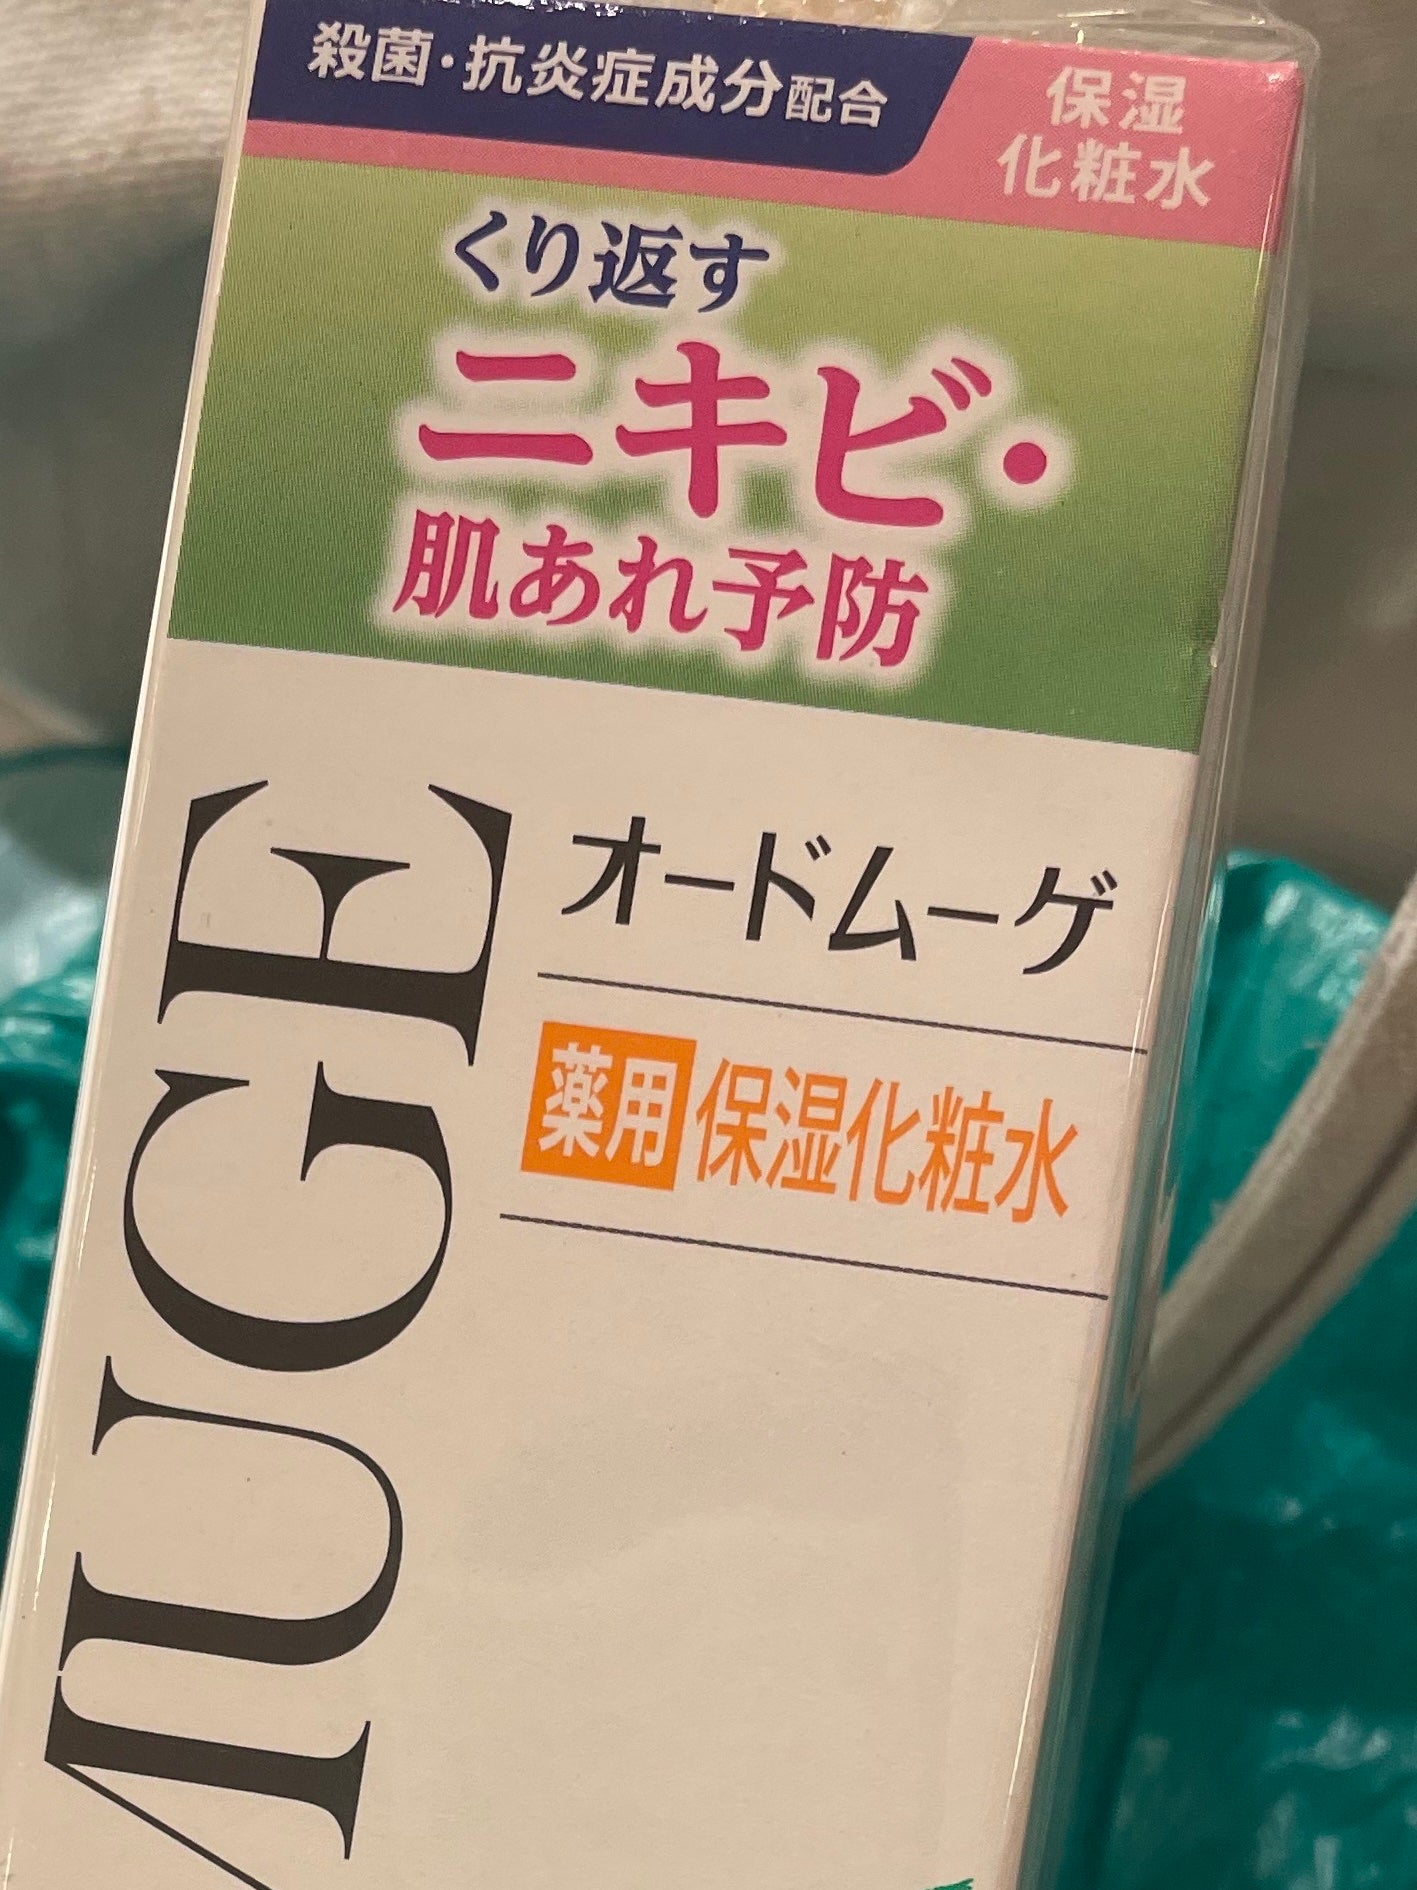 殺菌・抗炎症成分配合
保湿
化粧水
くり返す
ニキビ・
肌あれ予防
オードムーゲ
薬用保湿化粧水
MUGE